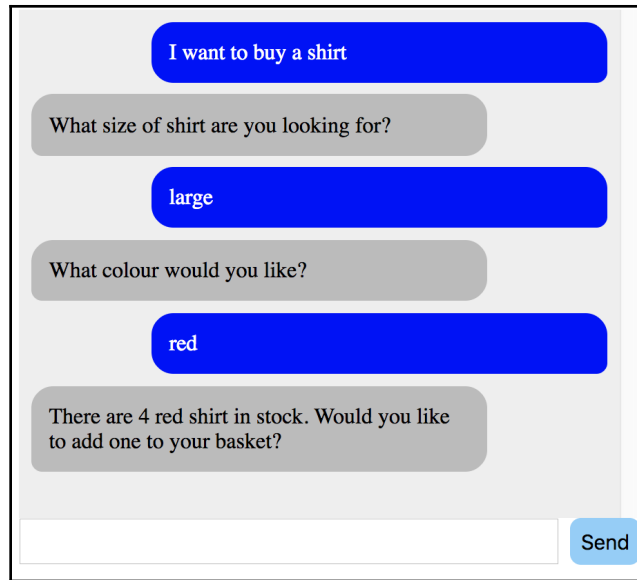 I want to buy a shirt
What size of shirt are you looking for?
large
What colour would you like?
red
There are 4 red shirt in stock. Would you like
to add one to your basket?
Send